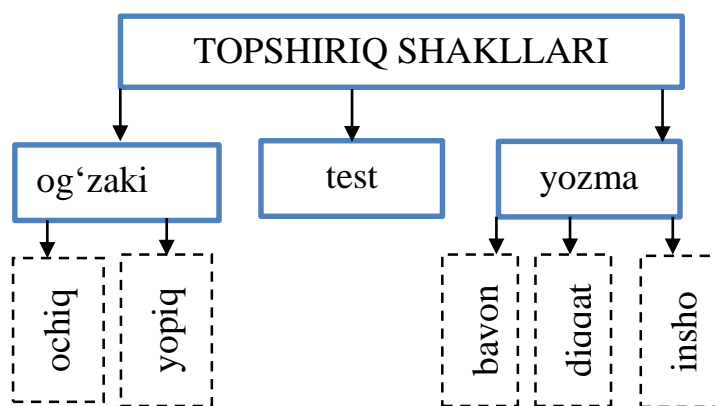 TOPSHIRIQ SHAKLLARI
og‘zaki
test
yozma
ochiq
yopiq
bayon
diqqat
insho